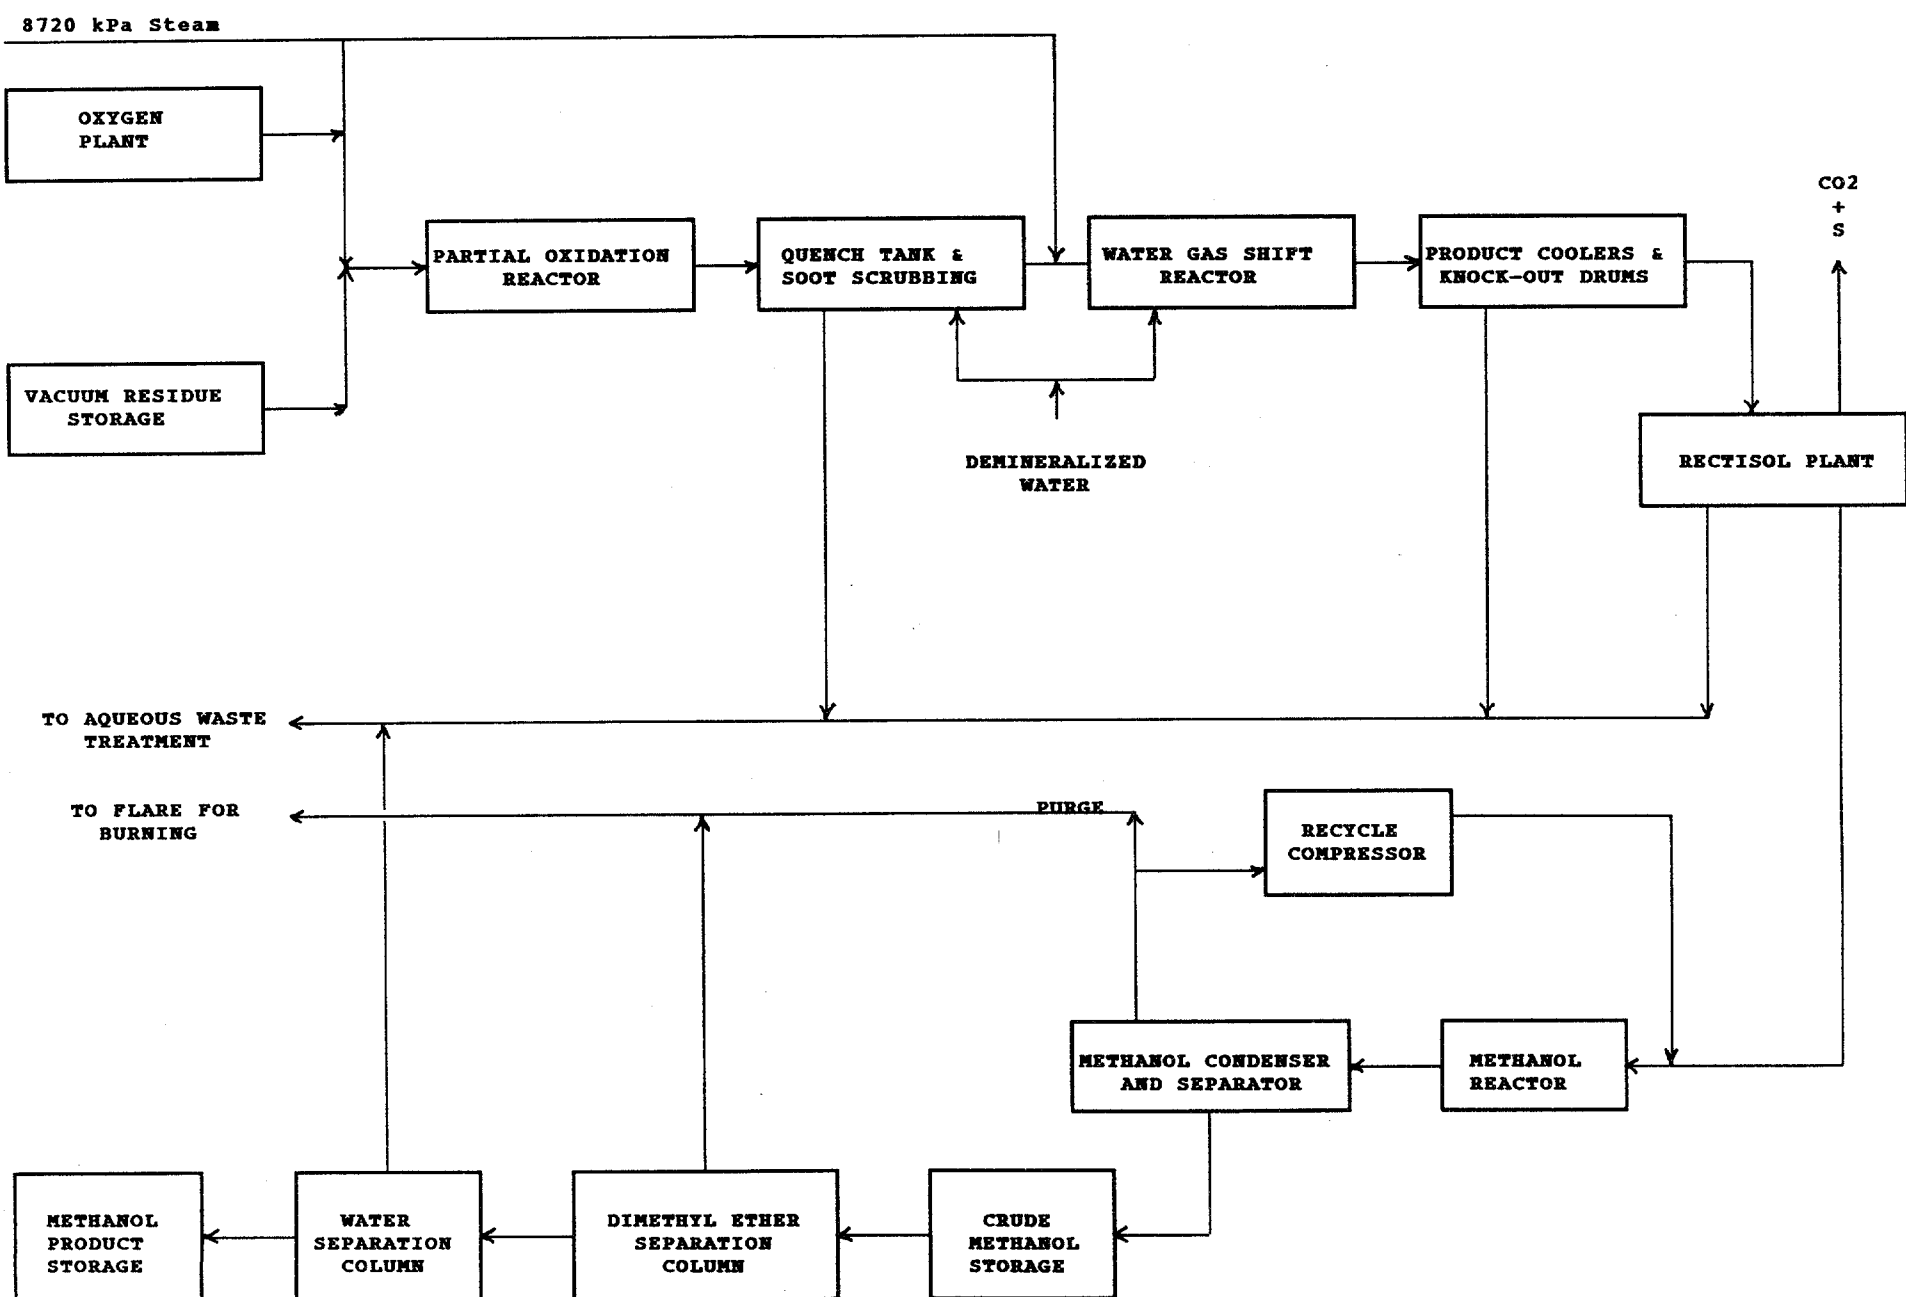 8720 kPa Steam
OXYGEN
PLANT
CO2
+
S
PARTIAL OXIDATION
REACTOR
QUENCH TANK &
SOOT SCRUBBING
WATER GAS SHIFT
REACTOR
PRODUCT COOLERS &
KNOCK-OUT DRUMS
VACUUM RESIDUE
STORAGE
DEMINERALIZED
WATER
RECTISOL PLANT
TO AQUEOUS WASTE
TREATMENT
TO FLARE FOR
BURNING
PURGE
RECYCLE
COMPRESSOR
METHANOL CONDENSER
AND SEPARATOR
METHANOL
REACTOR
METHANOL
PRODUCT
STORAGE
WATER
SEPARATION
COLUMN
DIMETHYL ETHER
SEPARATION
COLUMN
CRUDE
METHANOL
STORAGE